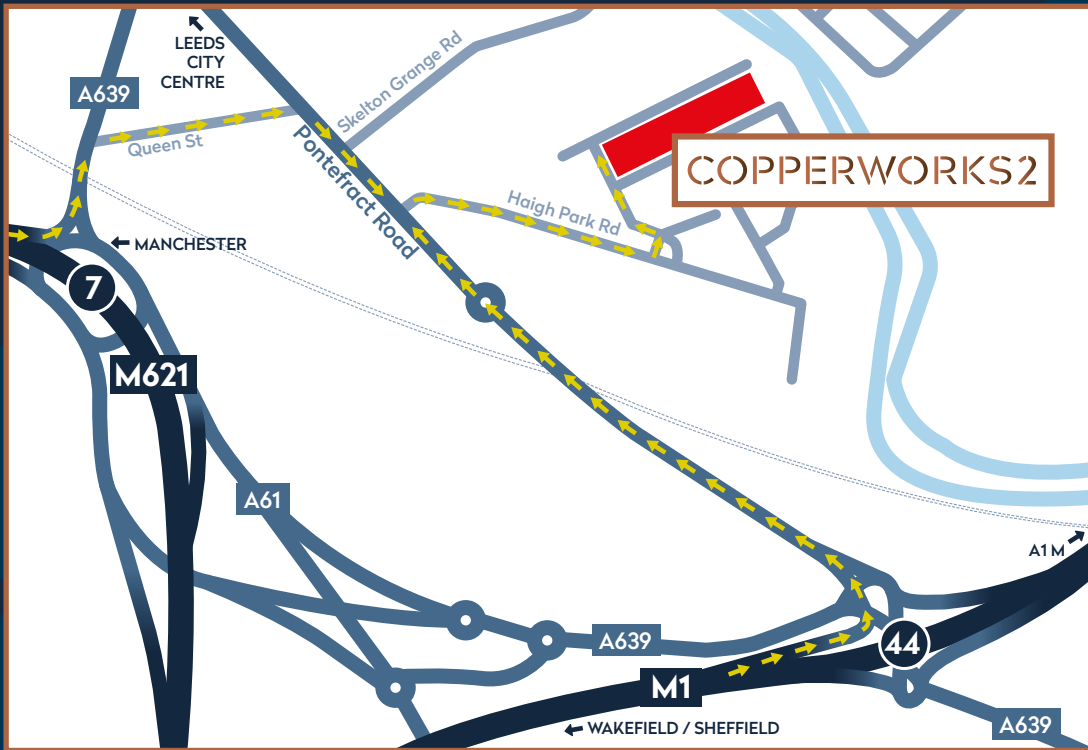 LEEDS
CITY
CENTRE
A639
Skelton Grange Rd
Queen St
Pontefract Road
COPPERWORKS2
Haigh Park Rd
MANCHESTER
7
M621
A61
A1 M
A639
44
M1
WAKEFIELD / SHEFFIELD
A639